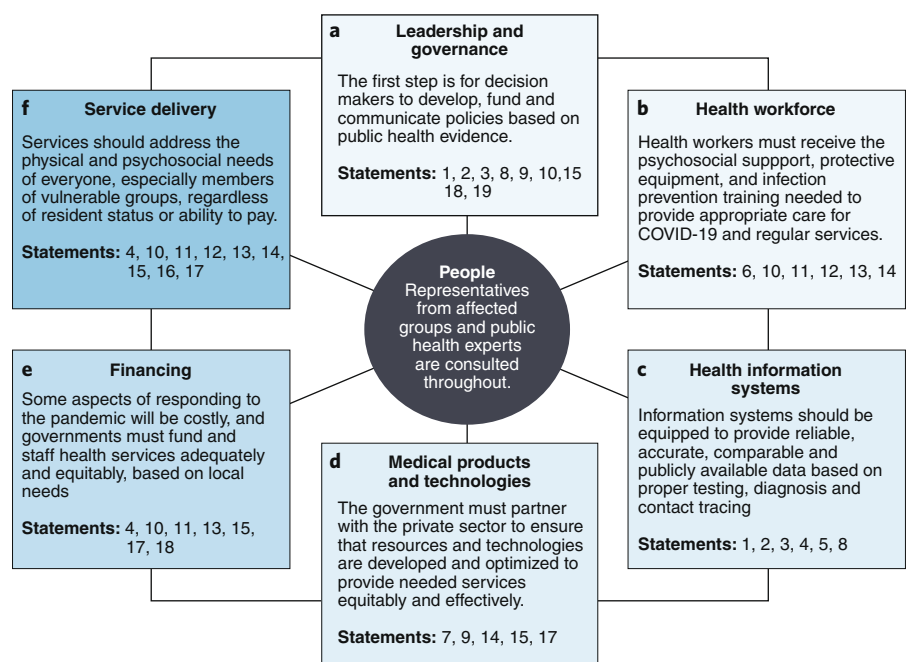 a Leadership and
governance
The first step is for decision
makers to develop, fund and
communicate policies based on
public health evidence.
Statements: 1, 2, 3, 8, 9, 10,15
18, 19
b Health workforce
Health workers must receive the
psychosocial suppport, protective
equipment, and infection
prevention training needed to
provide appropriate care for
COVID-19 and regular services.
Statements: 6, 10, 11, 12, 13, 14
c Health information
systems
Information systems should be
equipped to provide reliable,
accurate, comparable and
publicly available data based on
proper testing, diagnosis and
contact tracing
Statements: 1, 2, 3, 4, 5, 8
d Medical products
and technologies
The government must partner
with the private sector to ensure
that resources and technologies
are developed and optimized to
provide needed services
equitably and effectively.
Statements: 7, 9, 14, 15, 17
e Financing
Some aspects of responding to
the pandemic will be costly, and
governments must fund and
staff health services adequately
and equitably, based on local
needs
Statements: 4, 10, 11, 13, 15,
17, 18
f Service delivery
Services should address the
physical and psychosocial needs
of everyone, especially members
of vulnerable groups, regardless
of resident status or ability to pay.
Statements: 4, 10, 11, 12, 13, 14,
15, 16, 17
People
Representatives
from affected
groups and public
health experts
are consulted
throughout.